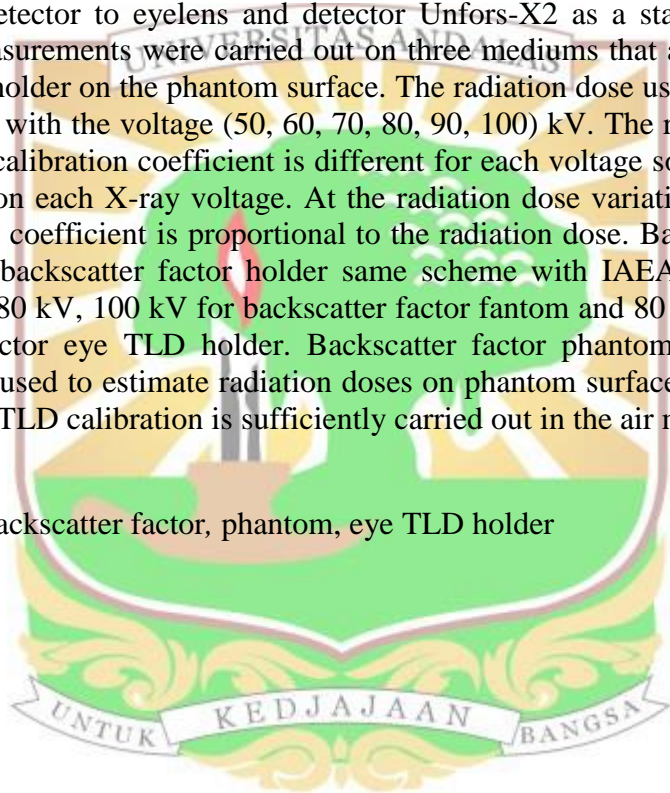 etector to eyelens and detector Unfors-X2 as a sta
asurements were carried out on three mediums that a
UNIVERSITAS ANDALAS
holder on the phantom surface. The radiation dose us
with the voltage (50, 60, 70, 80, 90, 100) kV. The
calibration coefficient is different for each voltage so
on each X-ray voltage. At the radiation dose variati
coefficient is proportional to the radiation dose. Ba
backscatter factor holder same scheme with IAEA
80 kV, 100 kV for backscatter factor fantom and 80
ctor eye TLD holder. Backscatter factor phantom
used to estimate radiation doses on phantom surface
TLD calibration is sufficiently carried out in the air
ackscatter factor, phantom, eye TLD holder
UNTUK KEDJAJAAN BANGSA